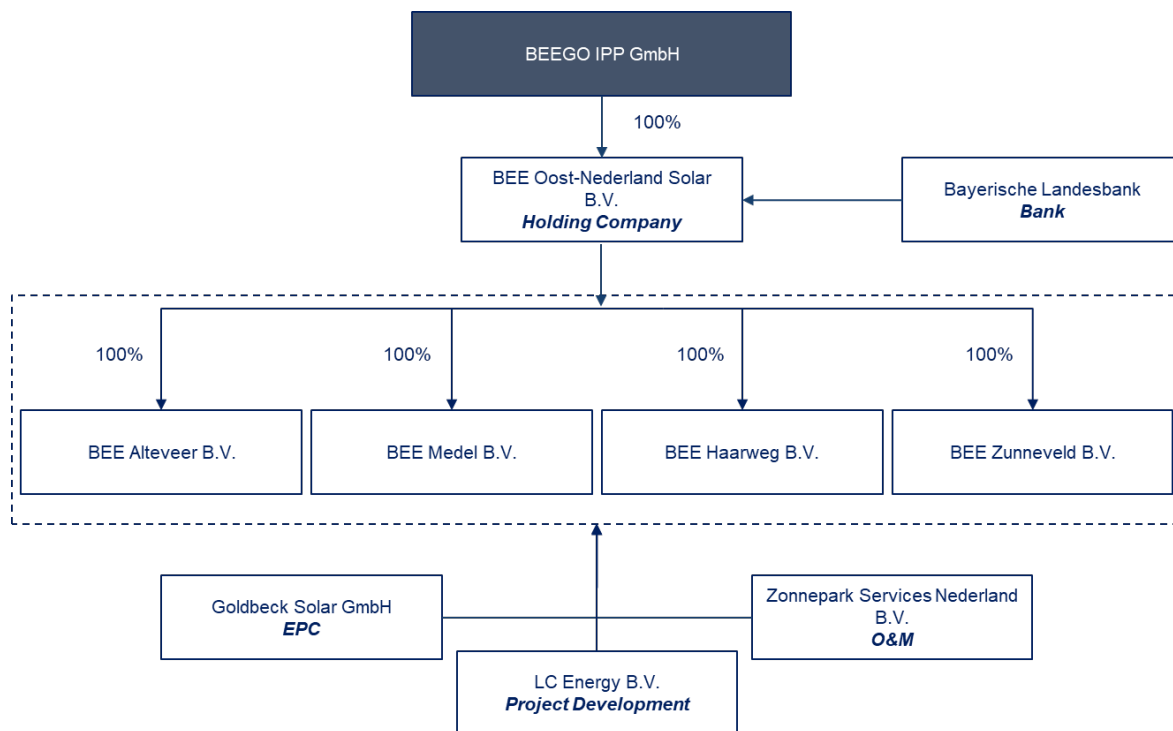 BEEGO IPP GmbH
100%
BEE Oost-Nederland Solar
B.V.
Holding Company
Bayerische Landesbank
Bank
100%
100%
100%
100%
BEE Alteveer B.V.
BEE Medel B.V.
BEE Haarweg B.V.
BEE Zunneveld B.V.
Goldbeck Solar GmbH
EPC
Zonnepark Services Nederland
B.V.
O&M
LC Energy B.V.
Project Development